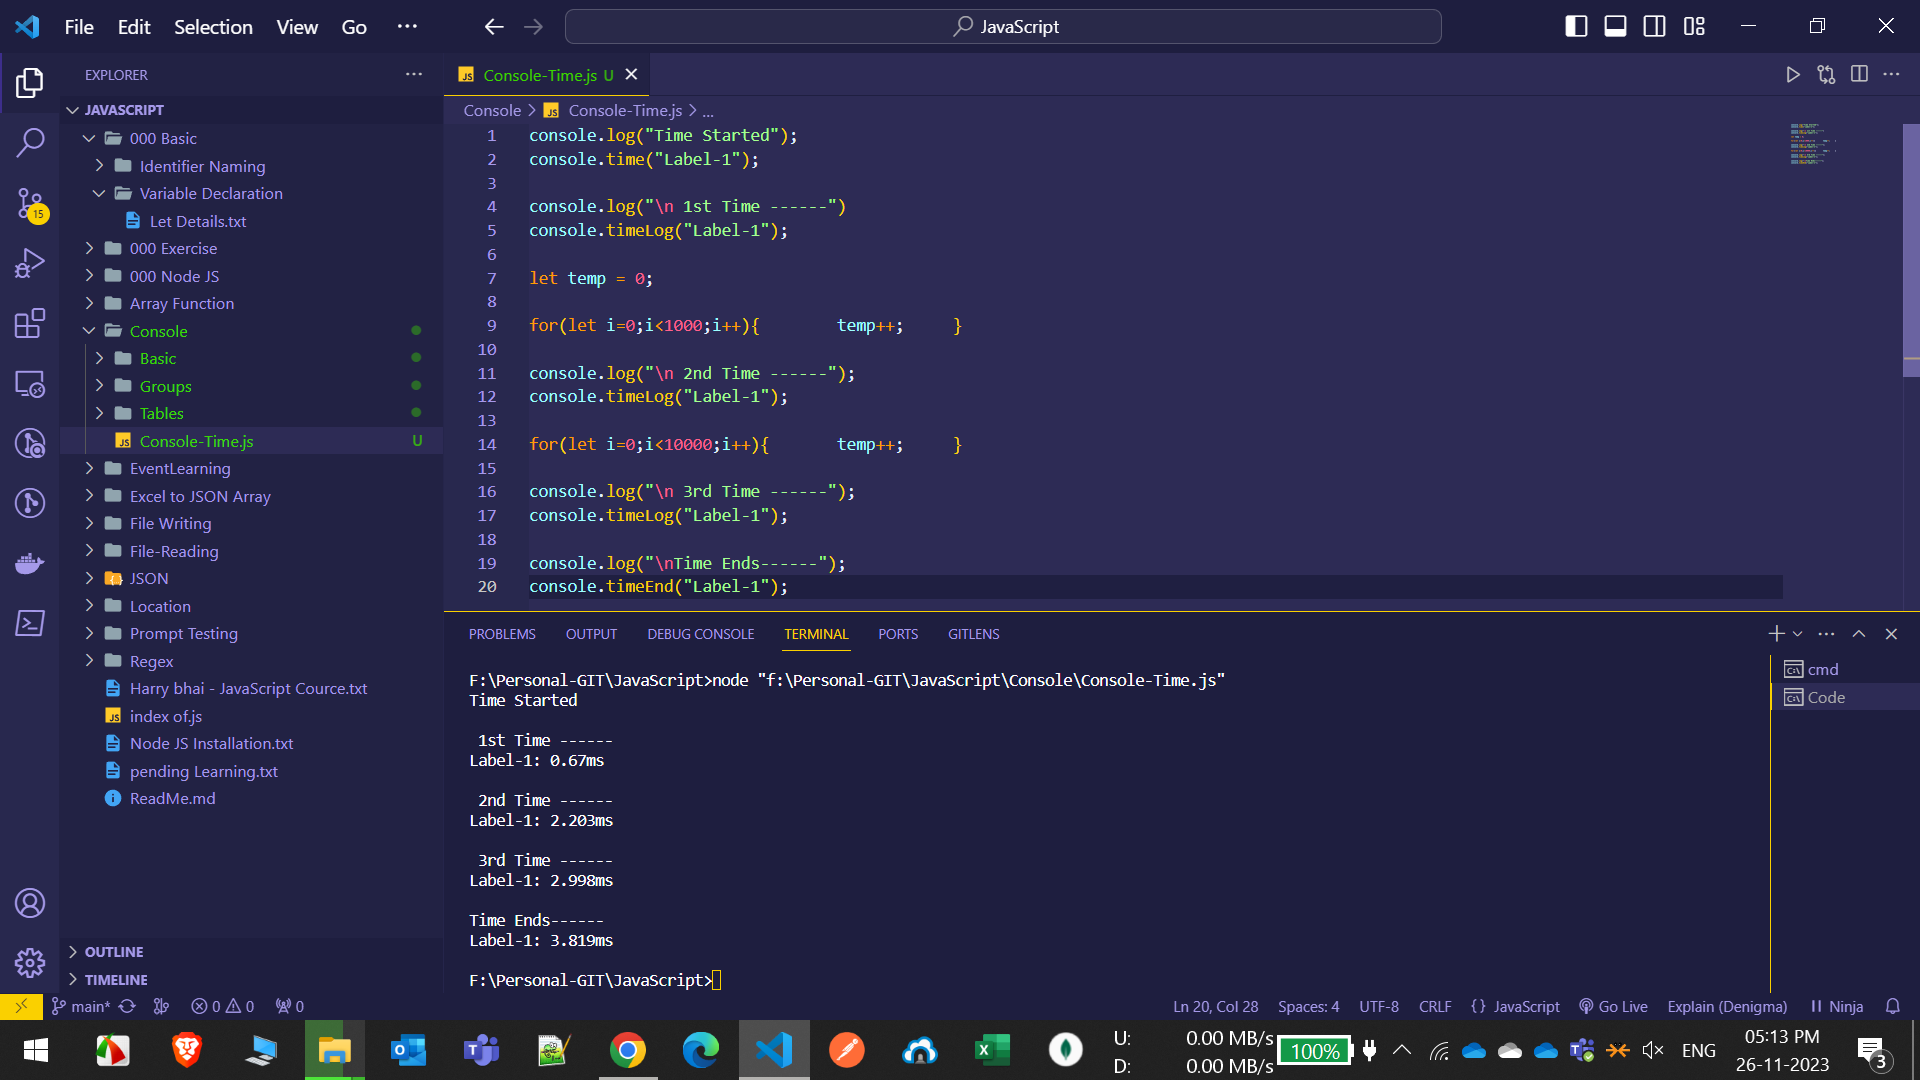 File Edit Selection View Go ··· JavaScript
EXPLORER ···
JAVASCRIPT
000 Basic
Identifier Naming
Variable Declaration
Let Details.txt
000 Exercise
000 Node JS
Array Function
Console
Basic
Groups
Tables
Console-Time.js U
EventLearning
Excel to JSON Array
File Writing
File-Reading
JSON
Location
Prompt Testing
Regex
Harry bhai - JavaScript Cource.txt
JS index of.js
Node JS Installation.txt
pending Learning.txt
ReadMe.md
OUTLINE
TIMELINE
15
JS Console-Time.js U
Console > JS Console-Time.js > ...
1 console.log("Time Started");
2 console.time("Label-1");
3
4 console.log("\n 1st Time ------")
5 console.timeLog("Label-1");
6
7 let temp = 0;
8
9 for(let i=0;i<1000;i++){        temp++;     }
10
11 console.log("\n 2nd Time ------");
12 console.timeLog("Label-1");
13
14 for(let i=0;i<10000;i++){       temp++;     }
15
16 console.log("\n 3rd Time ------");
17 console.timeLog("Label-1");
18
19 console.log("\nTime Ends------");
20 console.timeEnd("Label-1");
PROBLEMS OUTPUT DEBUG CONSOLE TERMINAL PORTS GITLENS
F:\Personal-GIT\JavaScript>node "f:\Personal-GIT\JavaScript\Console\Console-Time.js"
Time Started
1st Time ------
Label-1: 0.67ms
2nd Time ------
Label-1: 2.203ms
3rd Time ------
Label-1: 2.998ms
Time Ends------
Label-1: 3.819ms
F:\Personal-GIT\JavaScript>
cmd
Code
main* 0 0 0 Ln 20, Col 28 Spaces: 4 UTF-8 CRLF {} JavaScript Go Live Explain (Denigma) Ninja
U: 0.00 MB/s
D: 0.00 MB/s
100%
ENG
05:13 PM
26-11-2023
3